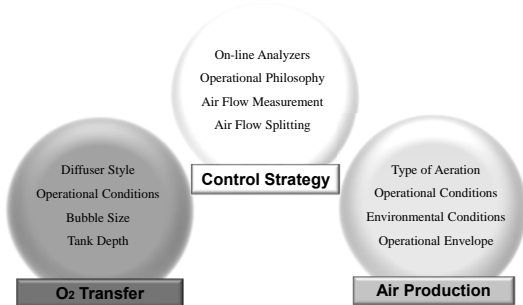 On-line Analyzers
Operational Philosophy
Air Flow Measurement
Air Flow Splitting
Control Strategy
Diffuser Style
Operational Conditions
Bubble Size
Tank Depth
O2 Transfer
Type of Aeration
Operational Conditions
Environmental Conditions
Operational Envelope
Air Production